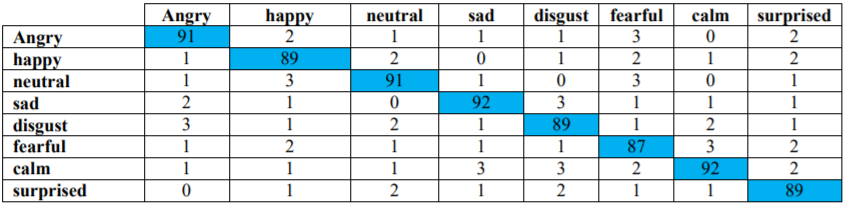 Angry happy neutral sad disgust fearful calm surprised
Angry 91 2 1 1 1 3 0 2
happy 1 89 2 0 1 2 1 2
neutral 1 3 91 1 0 3 0 1
sad 2 1 0 92 3 1 1 1
disgust 3 1 2 1 89 1 2 1
fearful 1 2 1 1 1 87 3 2
calm 1 1 1 3 3 2 92 2
surprised 0 1 2 1 2 1 1 89